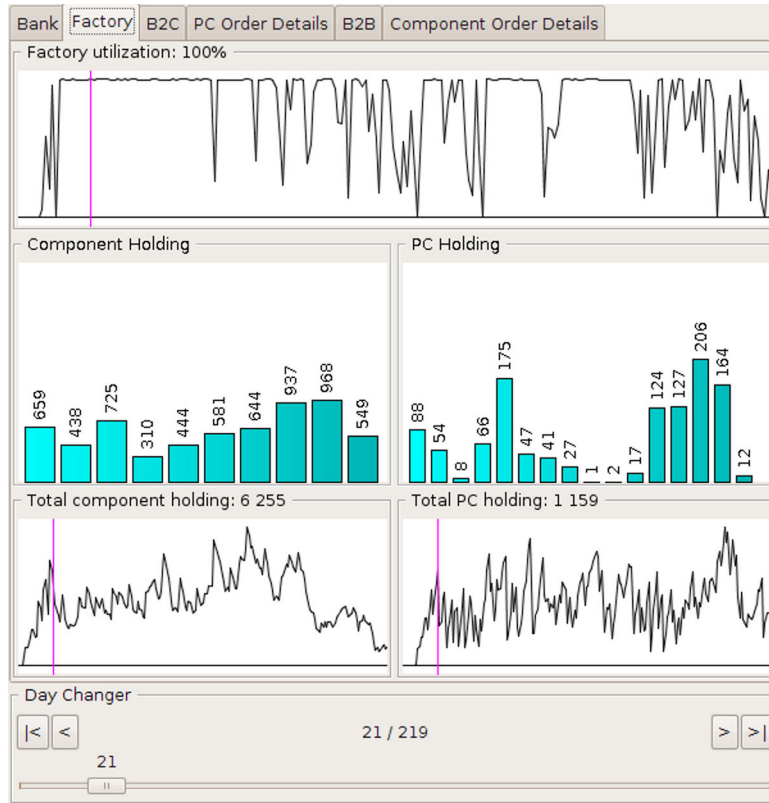 Bank Factory B2C PC Order Details B2B Component Order Details
Factory utilization: 100%
Component Holding
659 438 725 310 444 581 644 937 968 549
PC Holding
88 54 8 66 175 47 41 27 1 2 17 124 127 206 164 12
Total component holding: 6 255
Total PC holding: 1 159
Day Changer
|< < 21 / 219 > >|
21